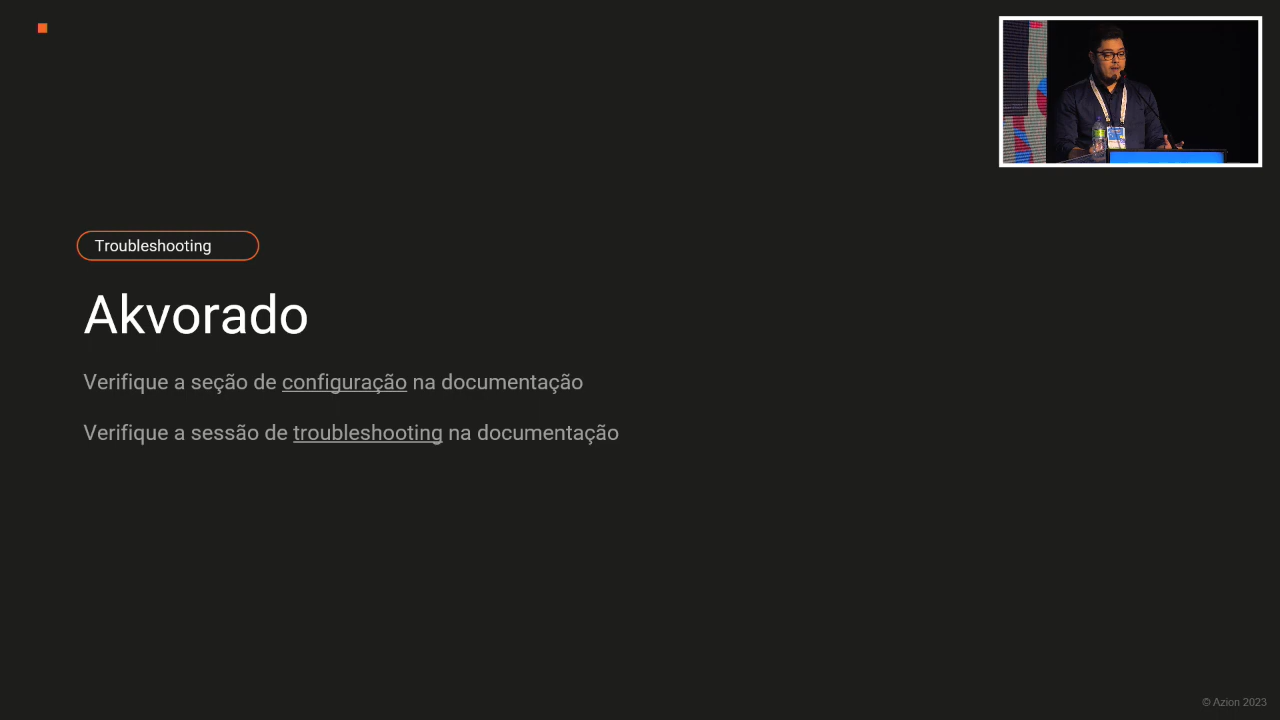 Troubleshooting
Akvorado
Verifique a seção de configuração na documentação
Verifique a sessão de troubleshooting na documentação
© Azion 2023